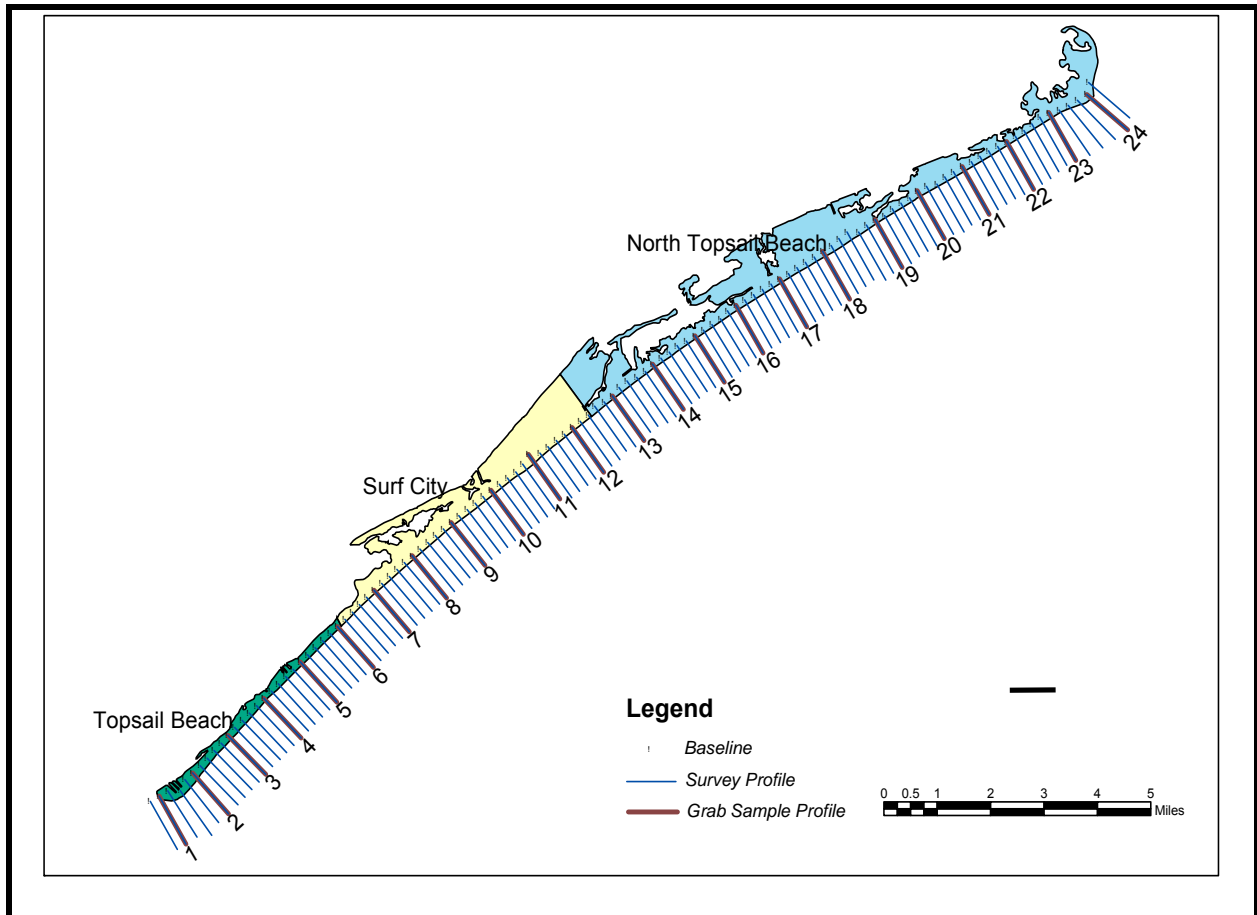 24
23
22
21
20
North Topsail Beach
19
18
17
16
15
14
13
12
Surf City
11
10
9
8
7
6
5
Topsail Beach
4
3
2
1
Legend
Baseline
Survey Profile
Grab Sample Profile
0 0.5 1 2 3 4 5
Miles